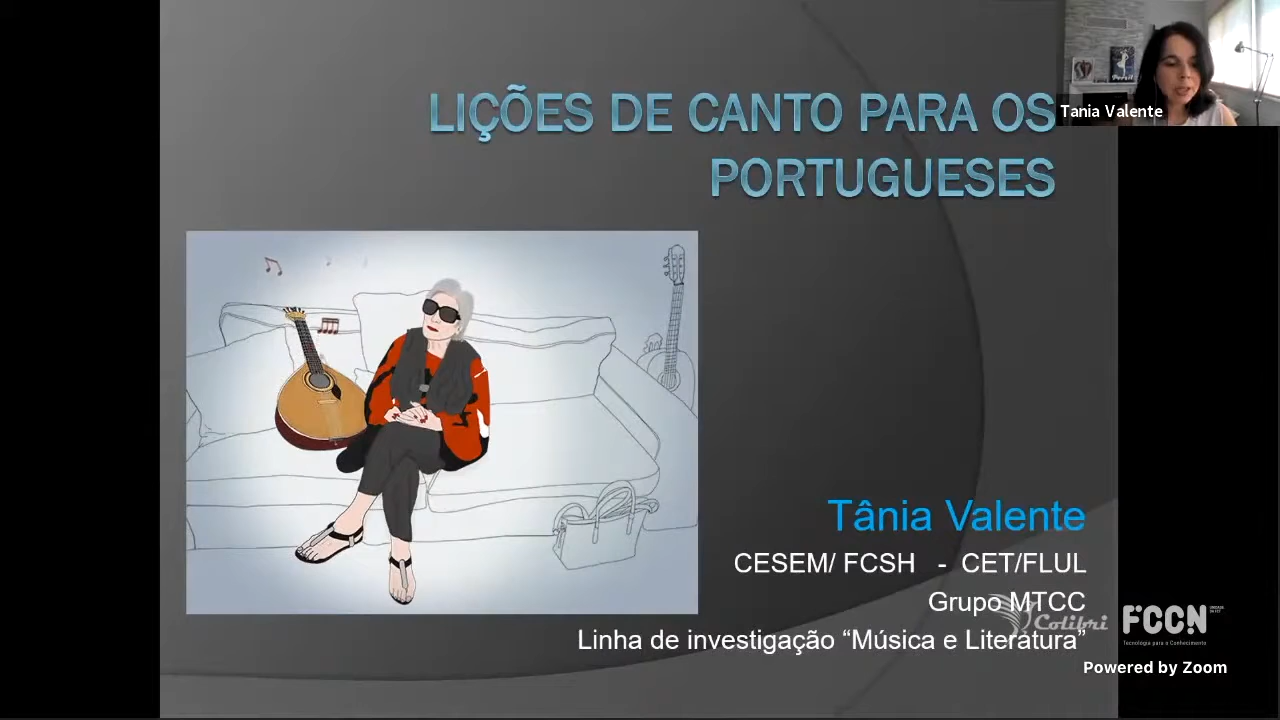 LIÇÕES DE CANTO PARA OS
PORTUGUESES
Tania Valente
Tânia Valente
CESEM/ FCSH - CET/FLUL
Grupo MTCC
Linha de investigação “Música e Literatura”
Colibri
FCCN
Tecnologia para o Conhecimento
Powered by Zoom